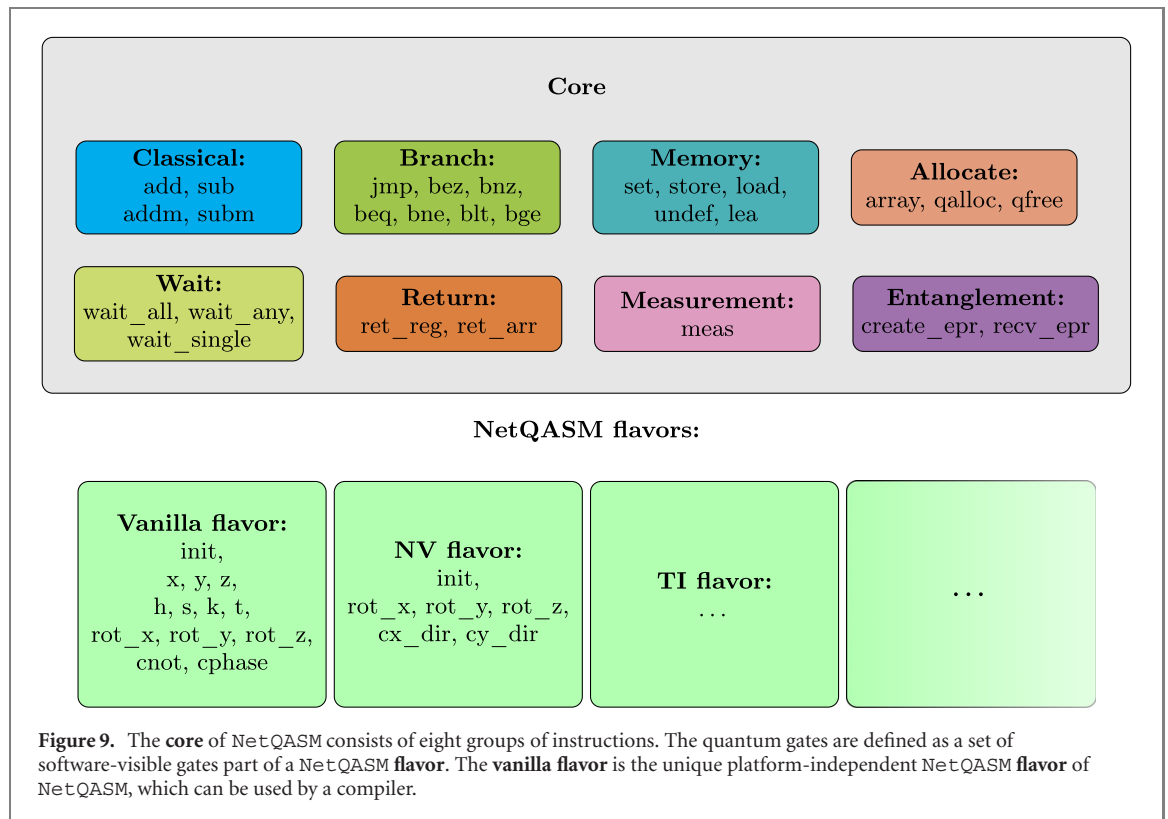 Core
Classical:
add, sub
addm, subm
Branch:
jmp, bez, bnz,
beq, bne, blt, bge
Memory:
set, store, load,
undef, lea
Allocate:
array, qalloc, qfree
Wait:
wait_all, wait_any,
wait_single
Return:
ret_reg, ret_arr
Measurement:
meas
Entanglement:
create_epr, recv_epr
NetQASM flavors:
Vanilla flavor:
init,
x, y, z,
h, s, k, t,
rot_x, rot_y, rot_z,
cnot, cphase
NV flavor:
init,
rot_x, rot_y, rot_z,
cx_dir, cy_dir
TI flavor:
...
...
Figure 9. The core of NetQASM consists of eight groups of instructions. The quantum gates are defined as a set of
software-visible gates part of a NetQASM flavor. The vanilla flavor is the unique platform-independent NetQASM flavor of
NetQASM, which can be used by a compiler.